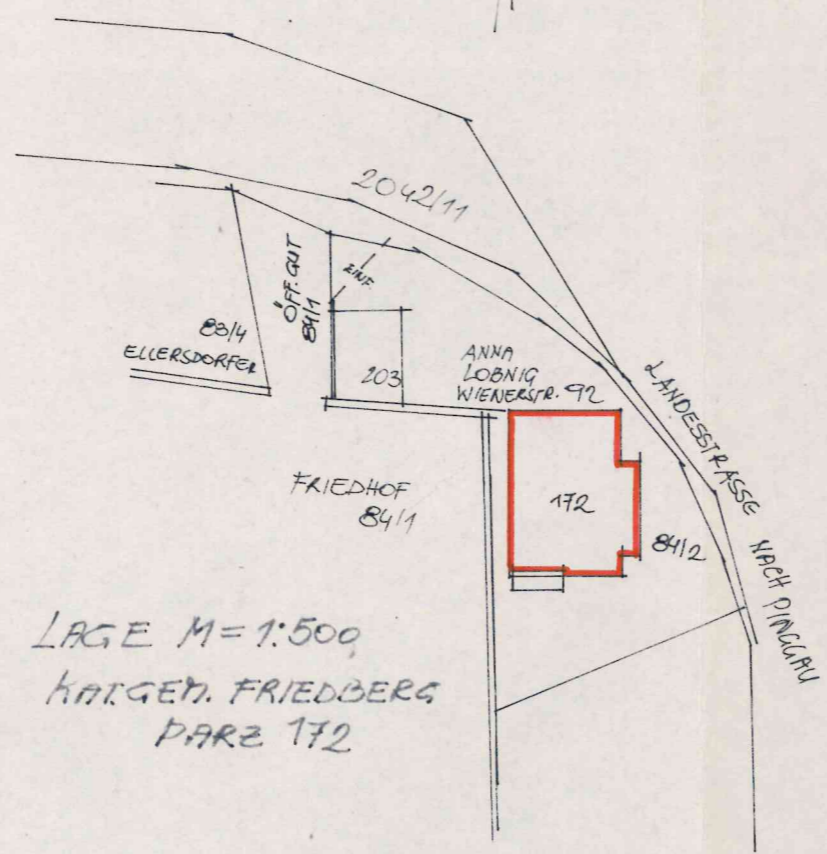 2042/11
EINF.
ÖFF. GUT
84/1
83/4
ELLERSDORFER
203
ANNA
LOBNIG
WIENERSTR. 92
LANDESSTRASSE NACH PINGGAU
FRIEDHOF
84/1
172
84/2
LAGE M = 1:500
KAT. GEM. FRIEDBERG
PARZ 172